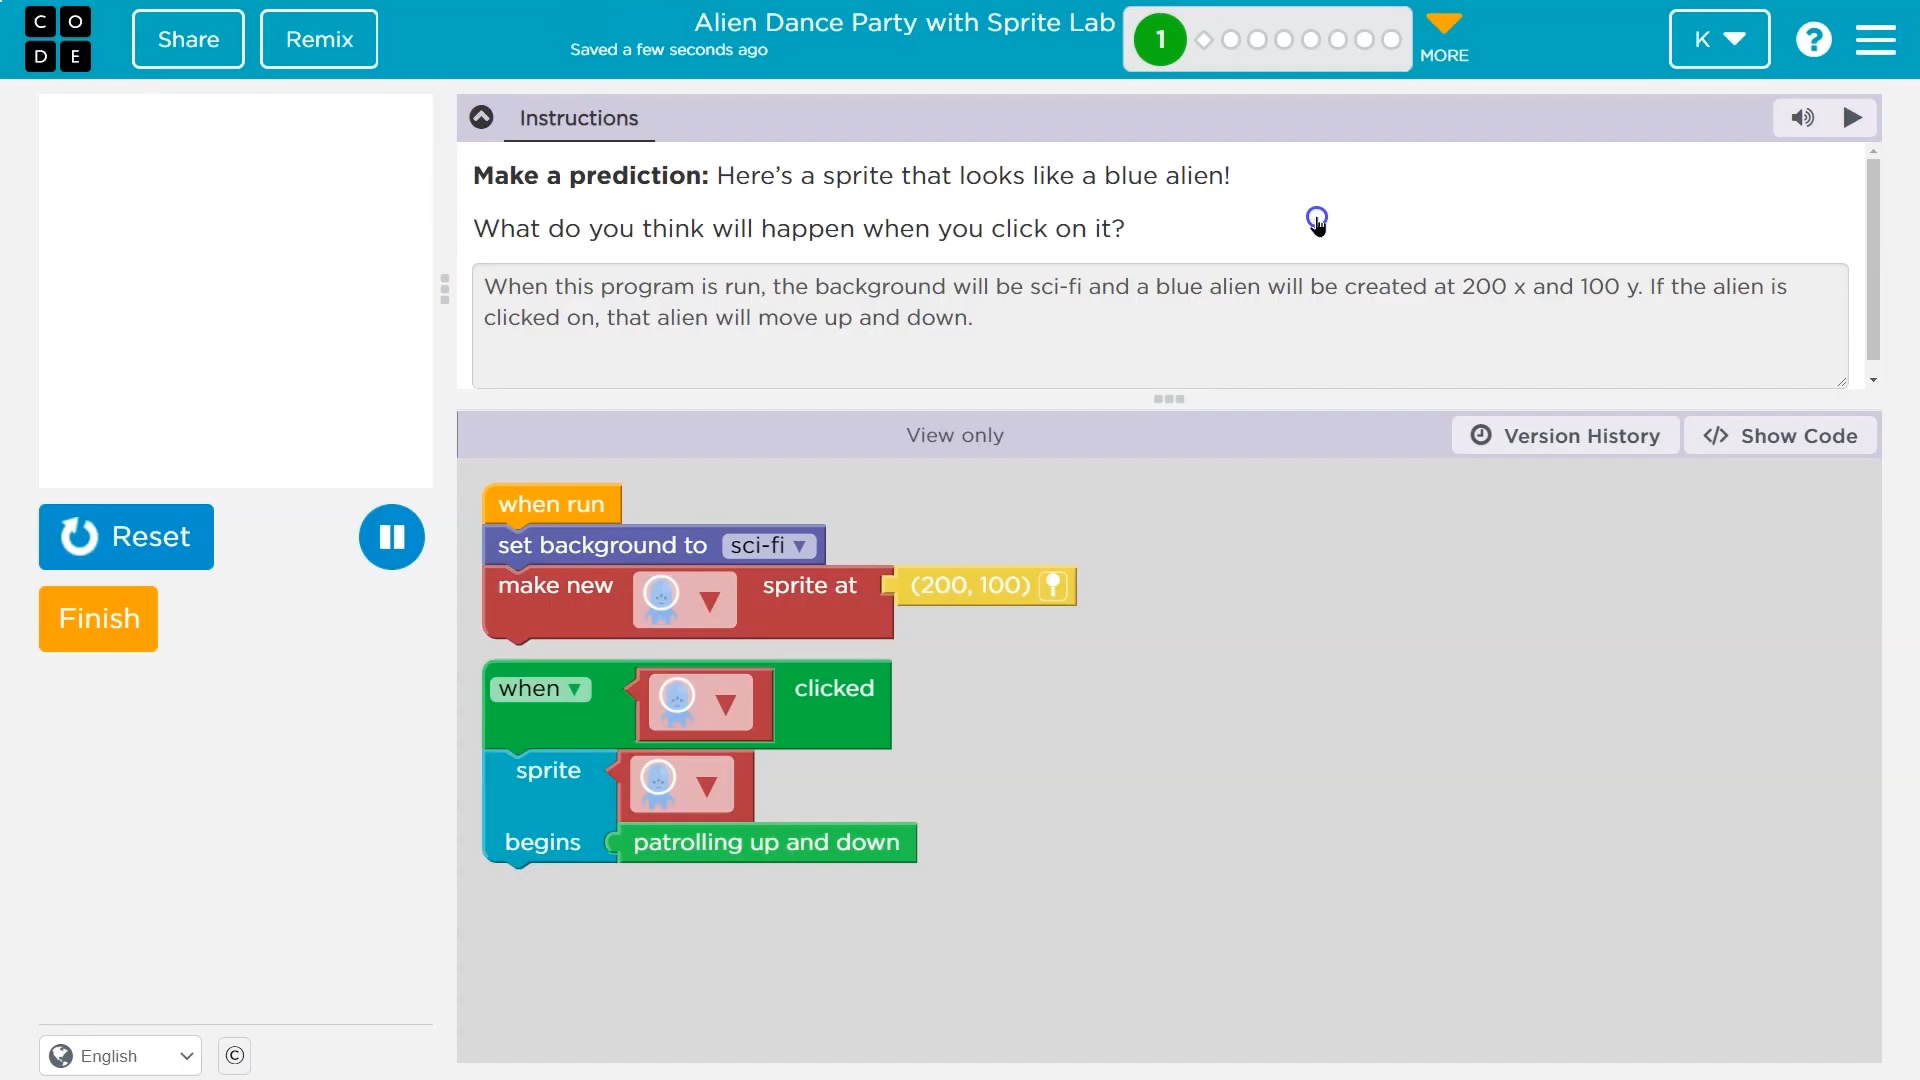 C O
D E
Share
Remix
Alien Dance Party with Sprite Lab
Saved a few seconds ago
1
MORE
K
?
Instructions
Make a prediction: Here's a sprite that looks like a blue alien!
What do you think will happen when you click on it?
When this program is run, the background will be sci-fi and a blue alien will be created at 200 x and 100 y. If the alien is
clicked on, that alien will move up and down.
View only
Version History
</> Show Code
when run
set background to sci-fi ▼
make new ▼ sprite at (200, 100)
when ▼ ▼ clicked
sprite ▼
begins patrolling up and down
Reset
Finish
English
©